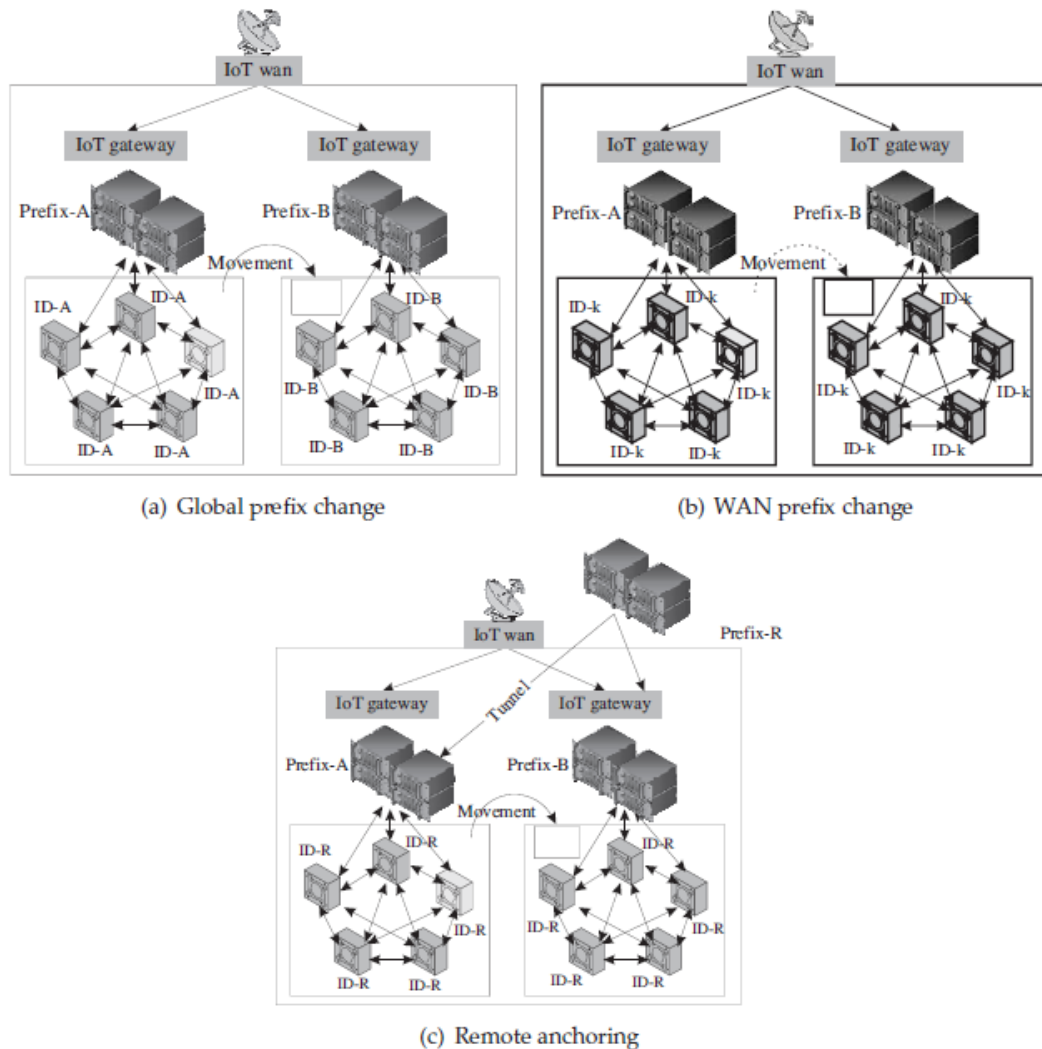 IoT wan
IoT gateway
IoT gateway
Prefix-A
Prefix-B
Movement
ID-A
ID-A
ID-B
ID-B
ID-A
ID-B
ID-B
ID-A
ID-A
ID-B
ID-B
(a) Global prefix change
IoT wan
IoT gateway
IoT gateway
Prefix-A
Prefix-B
Movement
ID-k
ID-k
ID-k
ID-k
ID-k
ID-k
ID-k
ID-k
ID-k
ID-k
(b) WAN prefix change
IoT wan
Prefix-R
Tunnel
IoT gateway
IoT gateway
Prefix-A
Prefix-B
Movement
ID-R
ID-R
ID-R
ID-R
ID-R
ID-R
ID-R
ID-R
ID-R
ID-R
(c) Remote anchoring